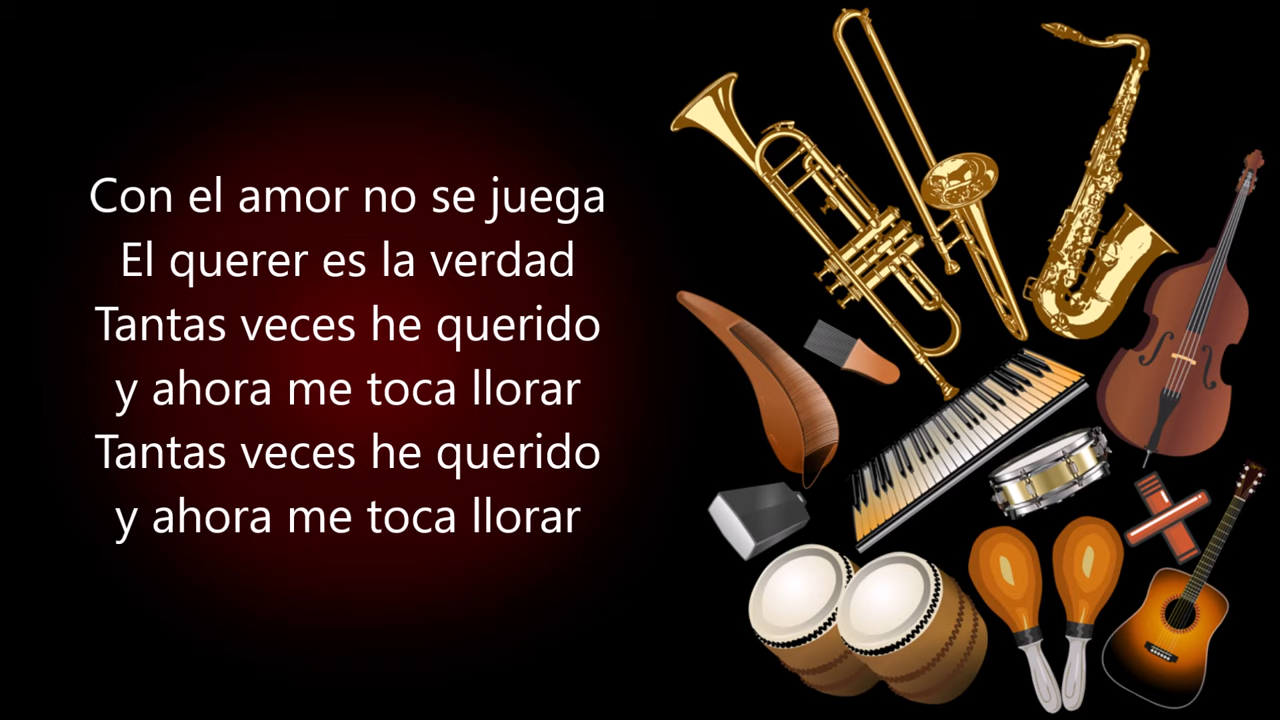 Con el amor no se juega
El querer es la verdad
Tantas veces he querido
y ahora me toca llorar
Tantas veces he querido
y ahora me toca llorar